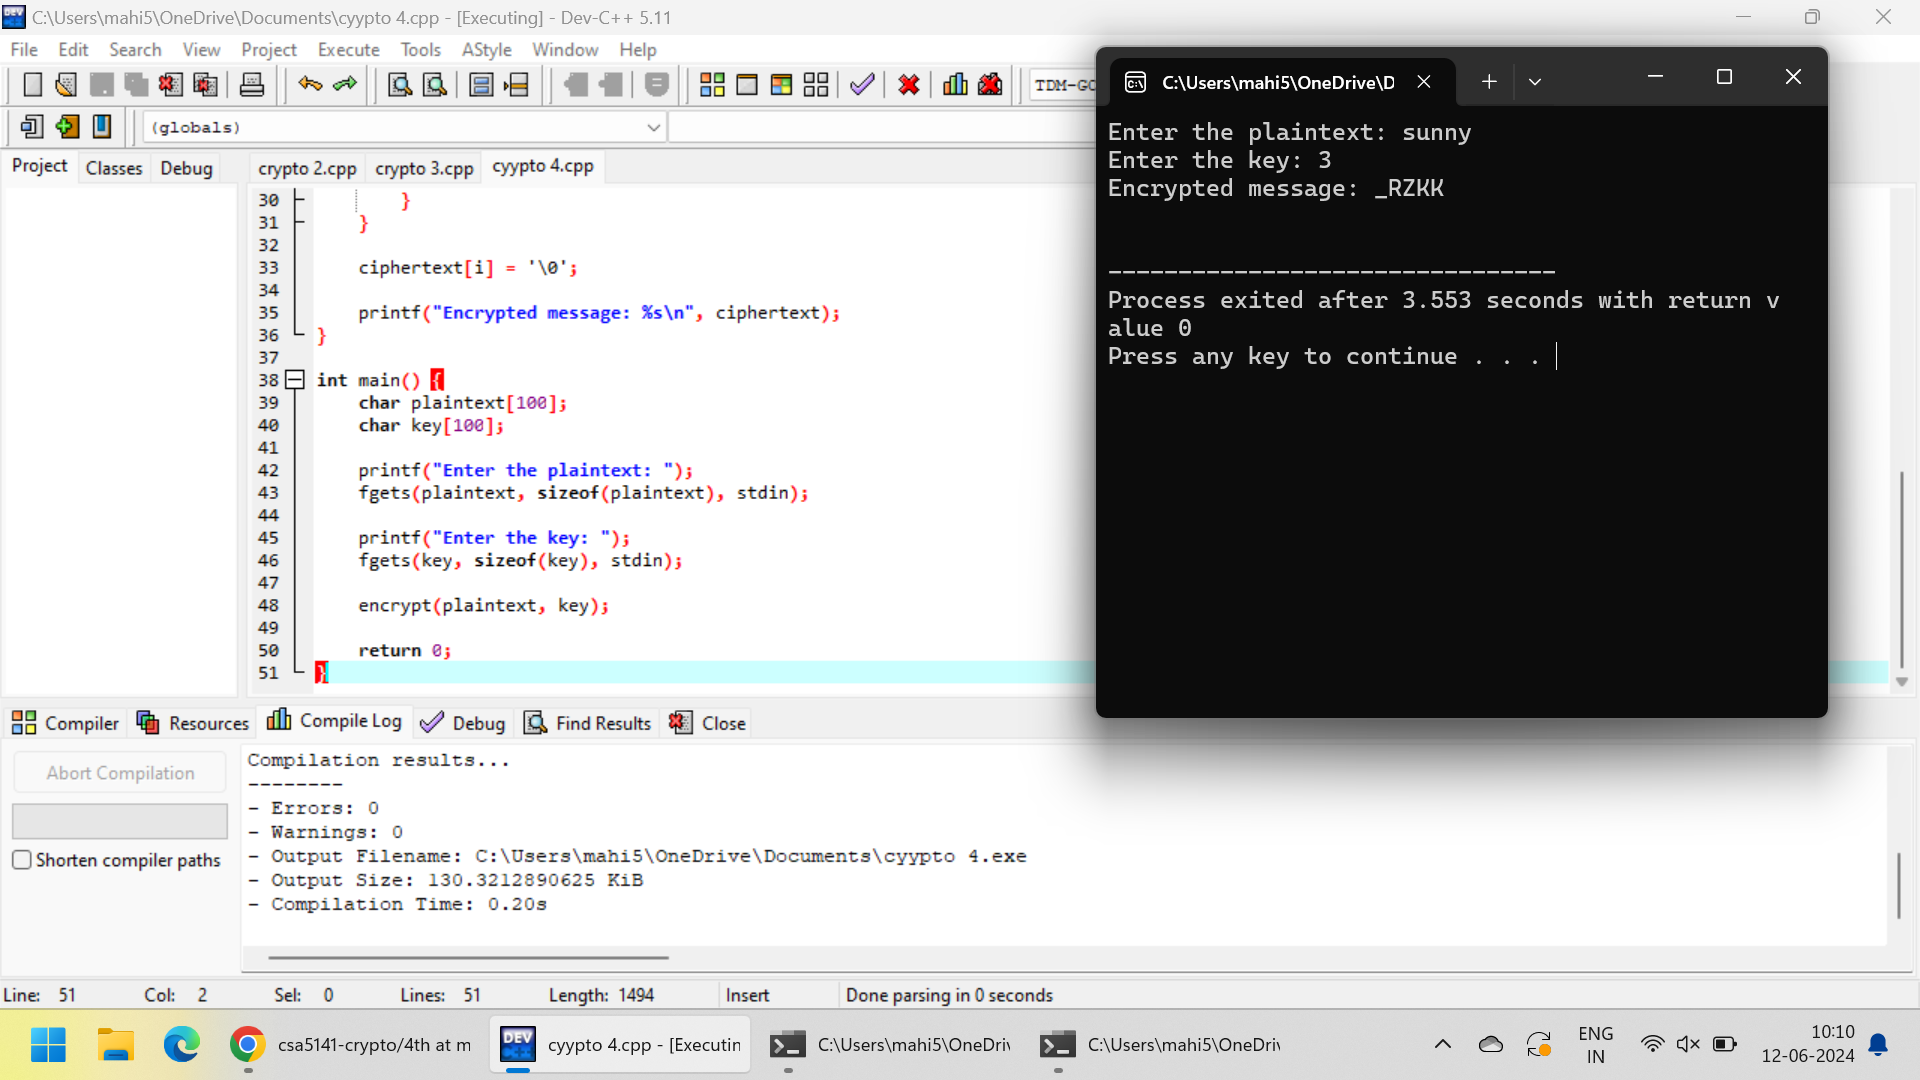 C:\Users\mahi5\OneDrive\Documents\cyypto 4.cpp - [Executing] - Dev-C++ 5.11
File Edit Search View Project Execute Tools AStyle Window Help
TDM-GC
(globals)
Project Classes Debug
crypto 2.cpp crypto 3.cpp cyypto 4.cpp
30 }
31 }
32
33 ciphertext[i] = '\0';
34
35 printf("Encrypted message: %s\n", ciphertext);
36 }
37
38 int main() {
39 char plaintext[100];
40 char key[100];
41
42 printf("Enter the plaintext: ");
43 fgets(plaintext, sizeof(plaintext), stdin);
44
45 printf("Enter the key: ");
46 fgets(key, sizeof(key), stdin);
47
48 encrypt(plaintext, key);
49
50 return 0;
51 }
C:\Users\mahi5\OneDrive\D
Enter the plaintext: sunny
Enter the key: 3
Encrypted message: _RZKK
--------------------------------
Process exited after 3.553 seconds with return v
alue 0
Press any key to continue . . .
Compiler Resources Compile Log Debug Find Results Close
Abort Compilation
Shorten compiler paths
Compilation results...
--------
- Errors: 0
- Warnings: 0
- Output Filename: C:\Users\mahi5\OneDrive\Documents\cyypto 4.exe
- Output Size: 130.3212890625 KiB
- Compilation Time: 0.20s
Line: 51 Col: 2 Sel: 0 Lines: 51 Length: 1494 Insert Done parsing in 0 seconds
csa5141-crypto/4th at m
DEV
cyypto 4.cpp - [Executin
C:\Users\mahi5\OneDri
C:\Users\mahi5\OneDri
ENG
IN
10:10
12-06-2024